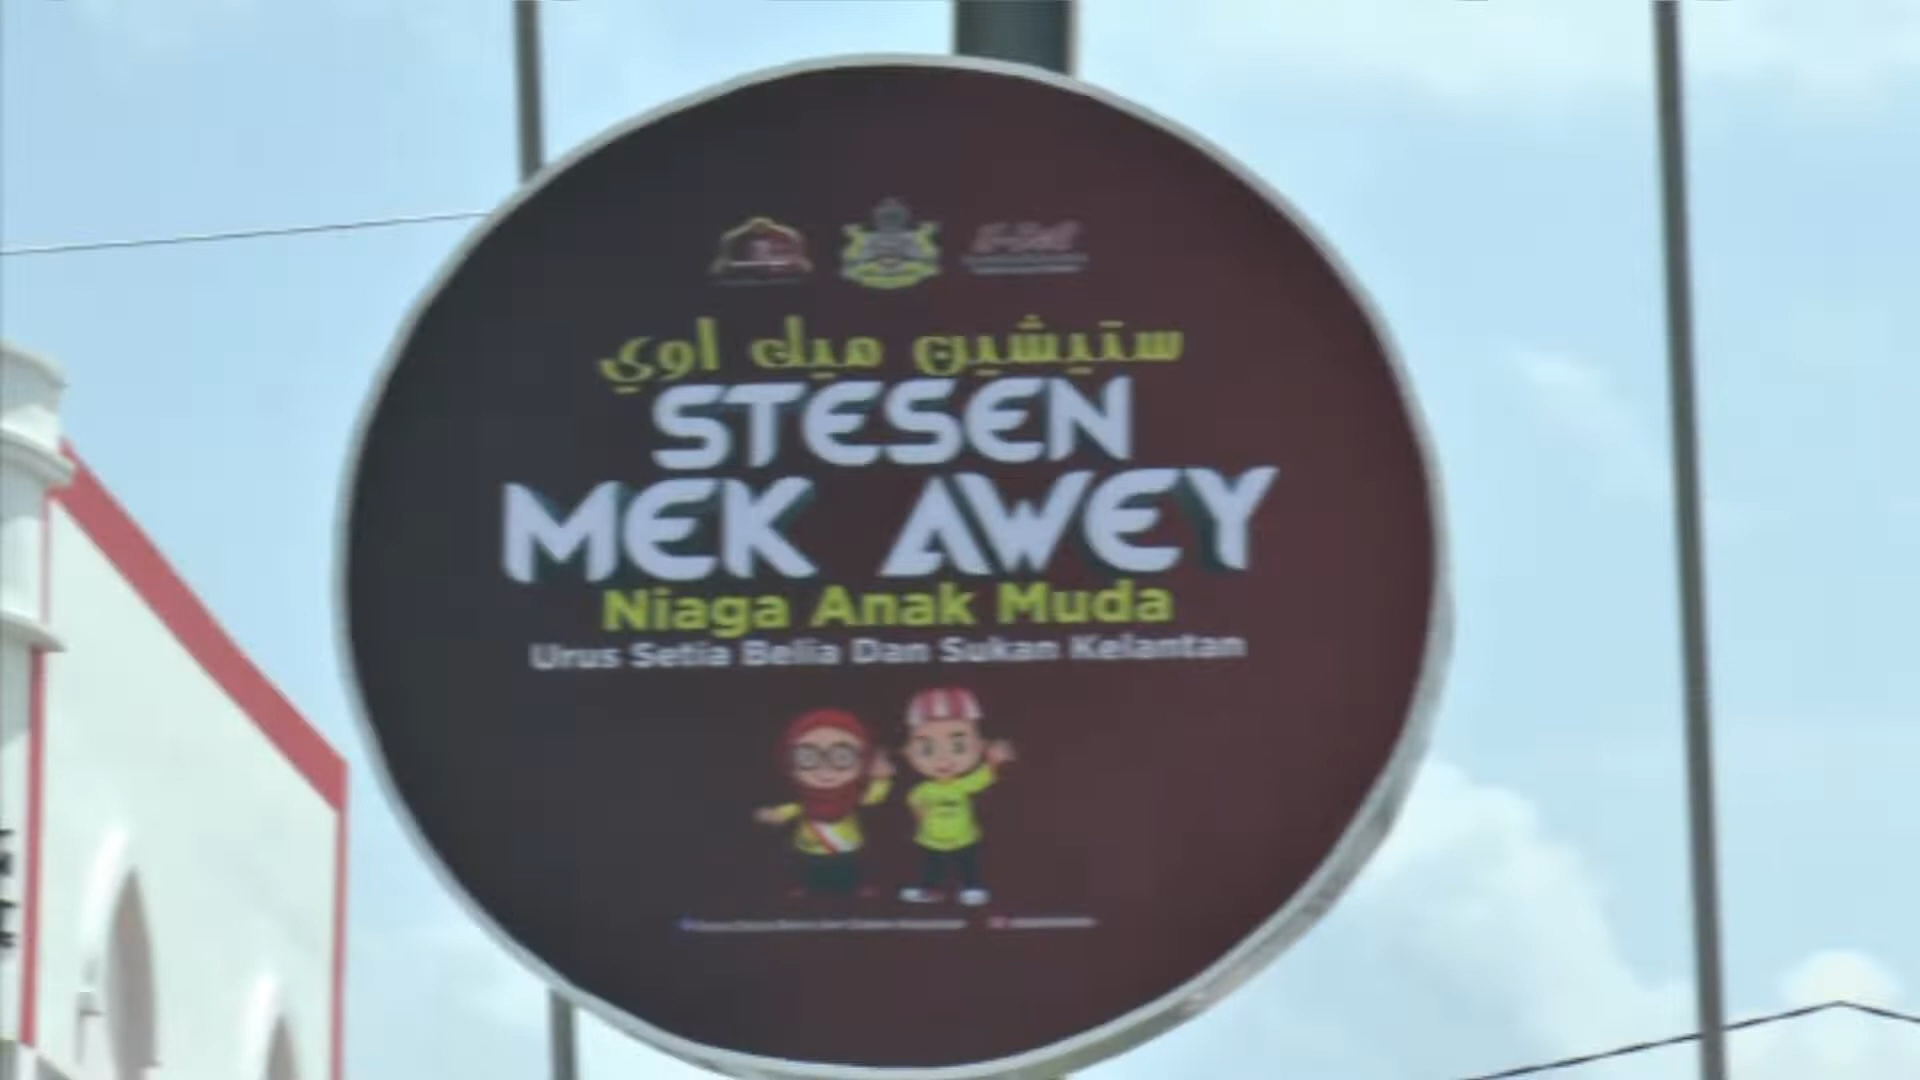 ستيشين ميك اوي
STESEN
MEK AWEY
Niaga Anak Muda
Urus Setia Belia Dan Sukan Kelantan